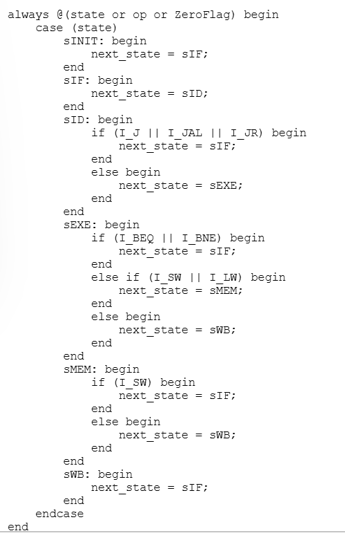 always @(state or op or ZeroFlag) begin
    case (state)
        sINIT: begin
            next_state = sIF;
        end
        sIF: begin
            next_state = sID;
        end
        sID: begin
            if (I_J || I_JAL || I_JR) begin
                next_state = sIF;
            end
            else begin
                next_state = sEXE;
            end
        end
        sEXE: begin
            if (I_BEQ || I_BNE) begin
                next_state = sIF;
            end
            else if (I_SW || I_LW) begin
                next_state = sMEM;
            end
            else begin
                next_state = sWB;
            end
        end
        sMEM: begin
            if (I_SW) begin
                next_state = sIF;
            end
            else begin
                next_state = sWB;
            end
        end
        sWB: begin
            next_state = sIF;
        end
    endcase
end